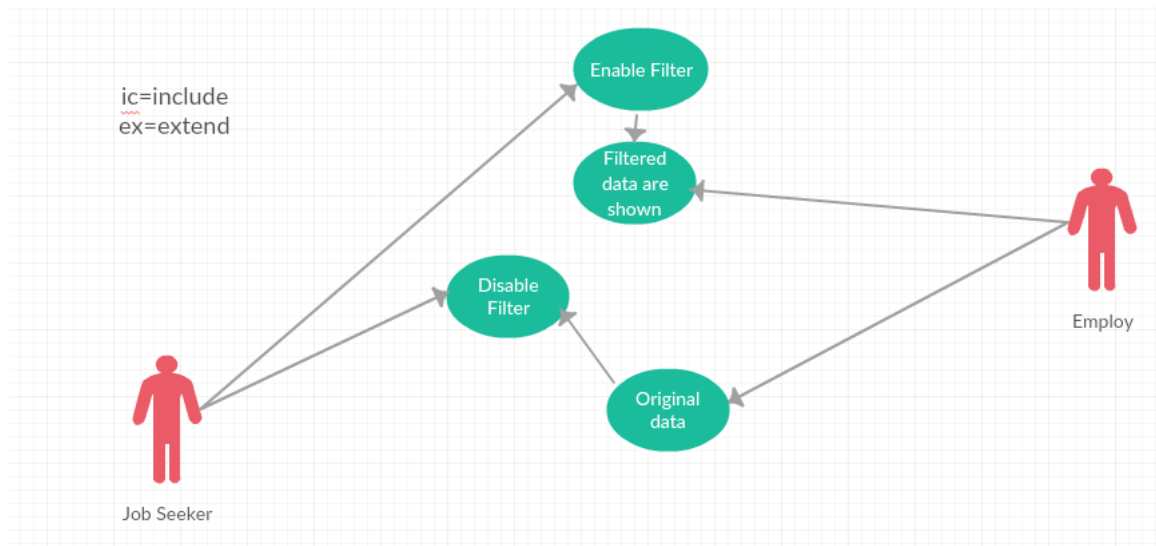 ic=include
ex=extend
Enable Filter
Filtered
data are
shown
Disable
Filter
Original
data
Employ
Job Seeker